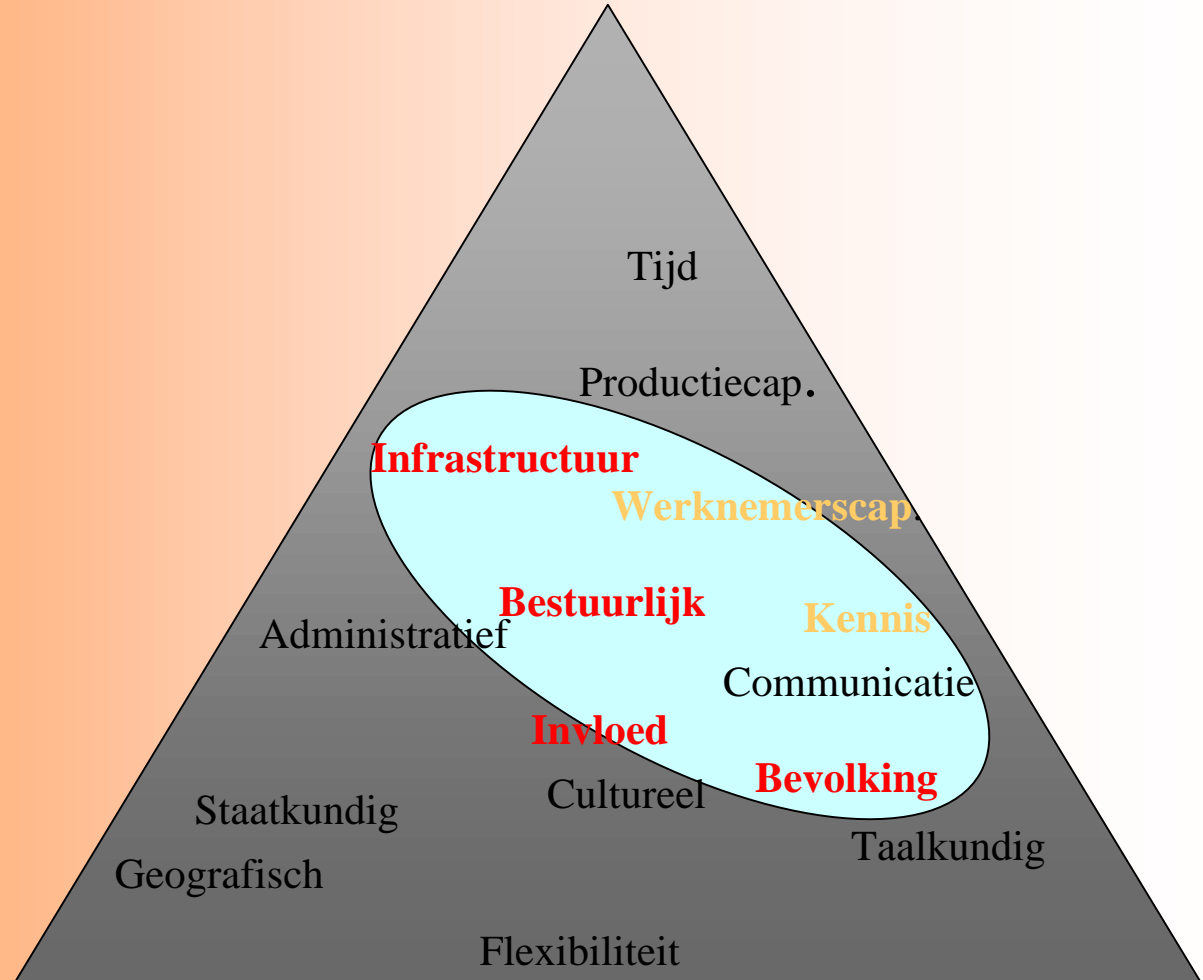 Tijd
Productiecap.
Infrastructuur
Werknemerscap.
Bestuurlijk
Kennis
Administratief
Communicatie
Invloed
Bevolking
Cultureel
Staatkundig
Taalkundig
Geografisch
Flexibiliteit